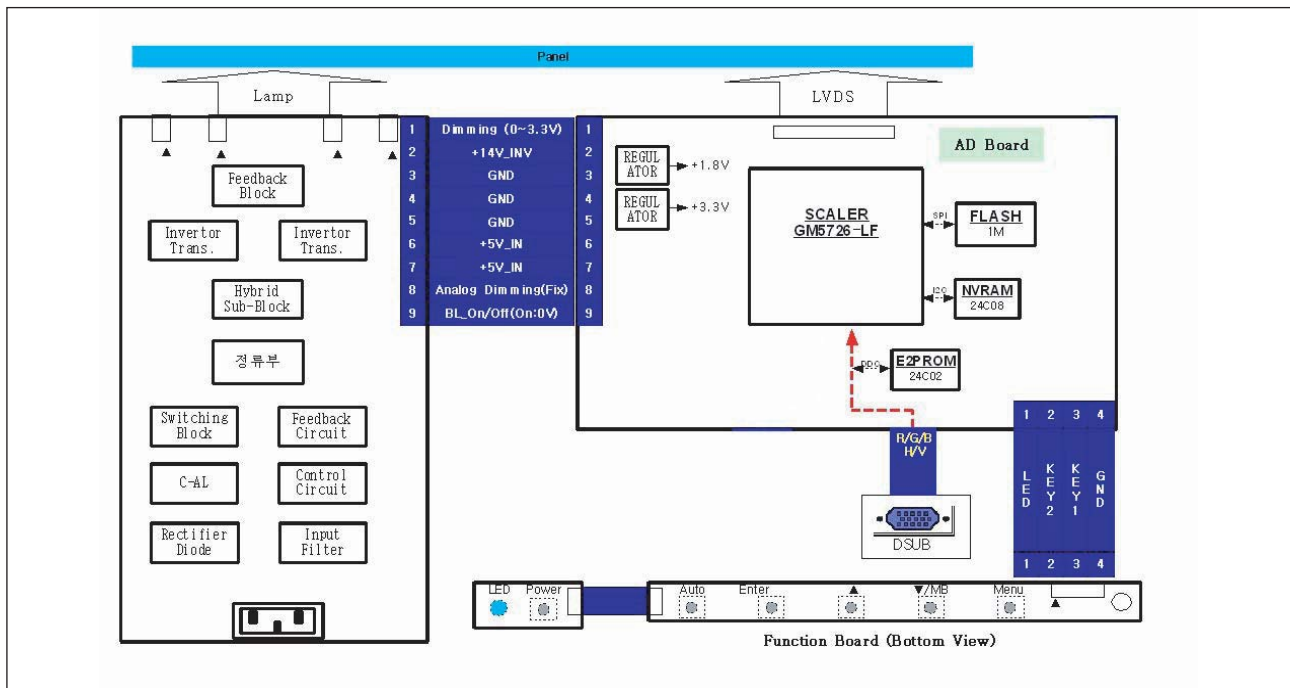 Panel
Lamp
LVDS
1 Dimming (0~3.3V) 1
2 +14V_INV 2
3 GND 3
4 GND 4
5 GND 5
6 +5V_IN 6
7 +5V_IN 7
8 Analog Dimming(Fix) 8
9 BL_On/Off(On:0V) 9
Feedback
Block
Invertor
Trans.
Invertor
Trans.
Hybrid
Sub-Block
정류부
Switching
Block
Feedback
Circuit
C-AL
Control
Circuit
Rectifier
Diode
Input
Filter
AD Board
REGUL
ATOR
+1.8V
REGUL
ATOR
+3.3V
SCALER
GM5726-LF
SPI
FLASH
1M
I2C
NVRAM
24C08
DDC
E2PROM
24C02
R/G/B
H/V
DSUB
1 2 3 4
LED KEY2 KEY1 GND
1 2 3 4
LED Power Auto Enter ▲ ▼/MB Menu
Function Board (Bottom View)